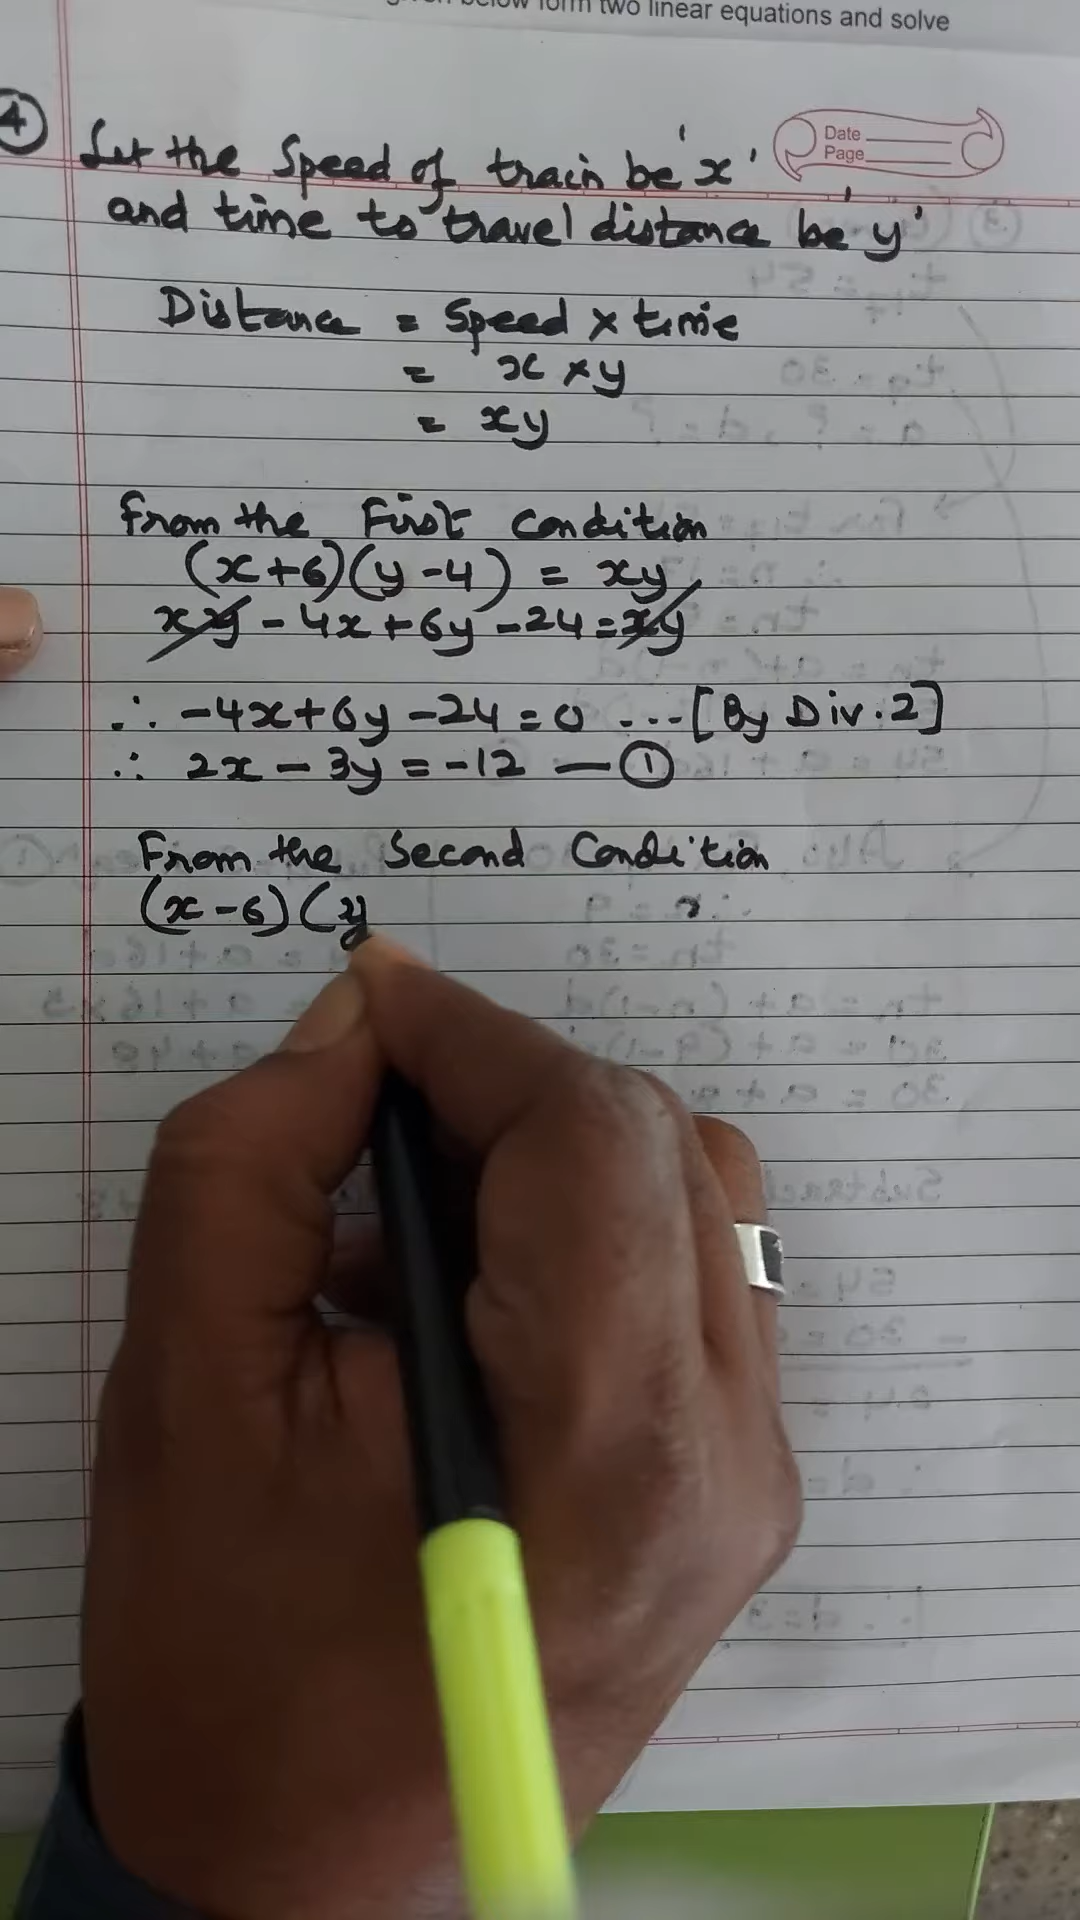 below form two linear equations and solve
4 Let the Speed of train be 'x'
Date
Page
and time to travel distance be 'y'
Distance = Speed × time
= x × y
= xy
From the First Condition
(x+6)(y-4) = xy
xy - 4x + 6y - 24 = xy
∴ -4x + 6y - 24 = 0 ... [By Div. 2]
∴ 2x - 3y = -12 — ①
From the Second Condition
(x-6)(y